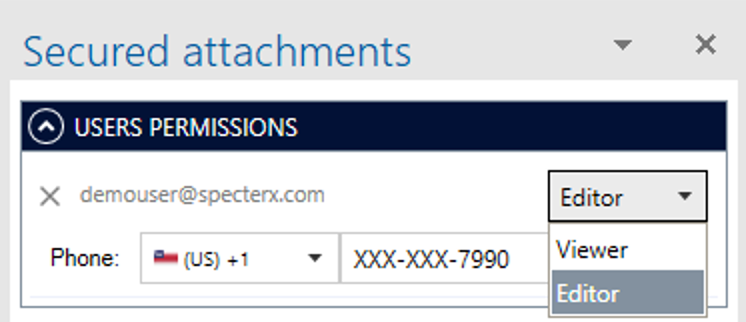 Secured attachments
USERS PERMISSIONS
demouser@specterx.com
Editor
Viewer
Editor
Phone:
(US) +1
XXX-XXX-7990